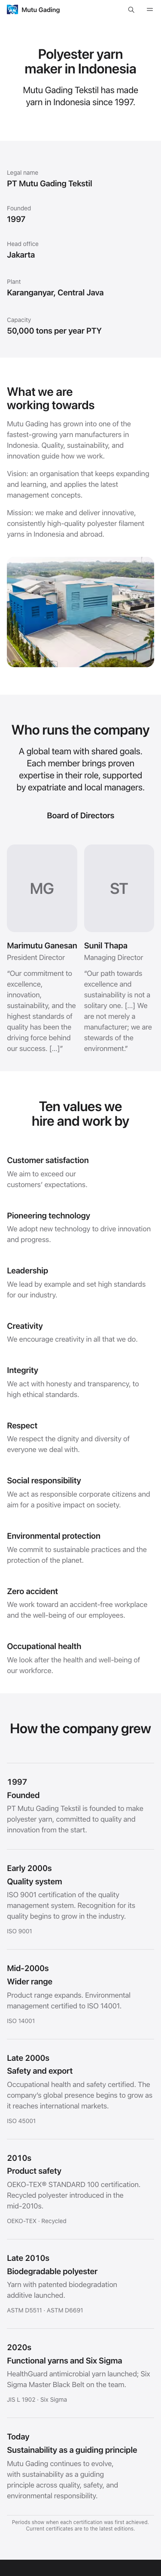 Mutu Gading
Polyester yarn
maker in Indonesia
Mutu Gading Tekstil has made
yarn in Indonesia since 1997.
Legal name
PT Mutu Gading Tekstil
Founded
1997
Head office
Jakarta
Plant
Karanganyar, Central Java
Capacity
50,000 tons per year PTY
What we are
working towards
Mutu Gading has grown into one of the
fastest-growing yarn manufacturers in
Indonesia. Quality, sustainability, and
innovation guide how we work.
Vision: an organisation that keeps expanding
and learning, and applies the latest
management concepts.
Mission: we make and deliver innovative,
consistently high-quality polyester filament
yarns in Indonesia and abroad.
Who runs the company
A global team with shared goals.
Each member brings proven
expertise in their role, supported
by expatriate and local managers.
Board of Directors
MG
ST
Marimutu Ganesan
President Director
“Our commitment to
excellence,
innovation,
sustainability, and the
highest standards of
quality has been the
driving force behind
our success. [...]”
Sunil Thapa
Managing Director
“Our path towards
excellence and
sustainability is not a
solitary one. [...] We
are not merely a
manufacturer; we are
stewards of the
environment.”
Ten values we
hire and work by
Customer satisfaction
We aim to exceed our
customers' expectations.
Pioneering technology
We adopt new technology to drive innovation
and progress.
Leadership
We lead by example and set high standards
for our industry.
Creativity
We encourage creativity in all that we do.
Integrity
We act with honesty and transparency, to
high ethical standards.
Respect
We respect the dignity and diversity of
everyone we deal with.
Social responsibility
We act as responsible corporate citizens and
aim for a positive impact on society.
Environmental protection
We commit to sustainable practices and the
protection of the planet.
Zero accident
We work toward an accident-free workplace
and the well-being of our employees.
Occupational health
We look after the health and well-being of
our workforce.
How the company grew
1997
Founded
PT Mutu Gading Tekstil is founded to make
polyester yarn, committed to quality and
innovation from the start.
Early 2000s
Quality system
ISO 9001 certification of the quality
management system. Recognition for its
quality begins to grow in the industry.
ISO 9001
Mid-2000s
Wider range
Product range expands. Environmental
management certified to ISO 14001.
ISO 14001
Late 2000s
Safety and export
Occupational health and safety certified. The
company's global presence begins to grow as
it reaches international markets.
ISO 45001
2010s
Product safety
OEKO-TEX® STANDARD 100 certification.
Recycled polyester introduced in the
mid-2010s.
OEKO-TEX · Recycled
Late 2010s
Biodegradable polyester
Yarn with patented biodegradation
additive launched.
ASTM D5511 · ASTM D6691
2020s
Functional yarns and Six Sigma
HealthGuard antimicrobial yarn launched; Six
Sigma Master Black Belt on the team.
JIS L 1902 · Six Sigma
Today
Sustainability as a guiding principle
Mutu Gading continues to evolve,
with sustainability as a guiding
principle across quality, safety, and
environmental responsibility.
Periods show when each certification was first achieved.
Current certificates are to the latest editions.